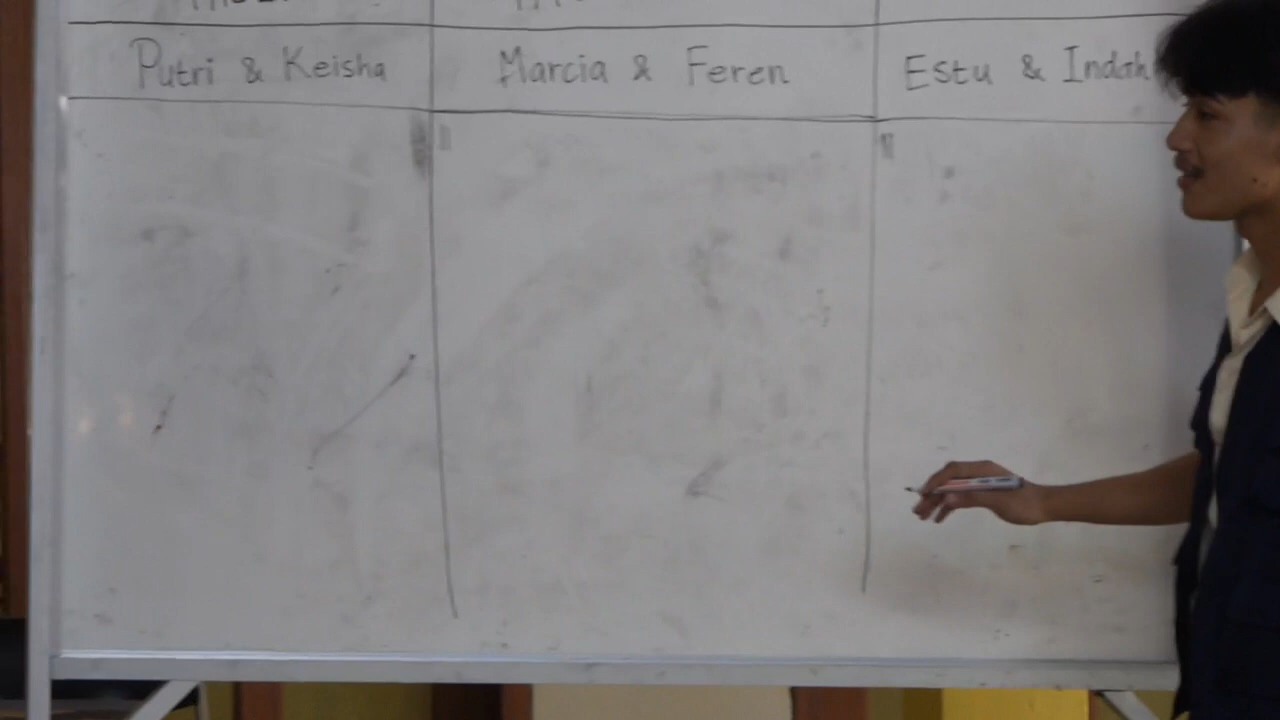 Putri & Keisha
Marcia & Feren
Estu & Indah